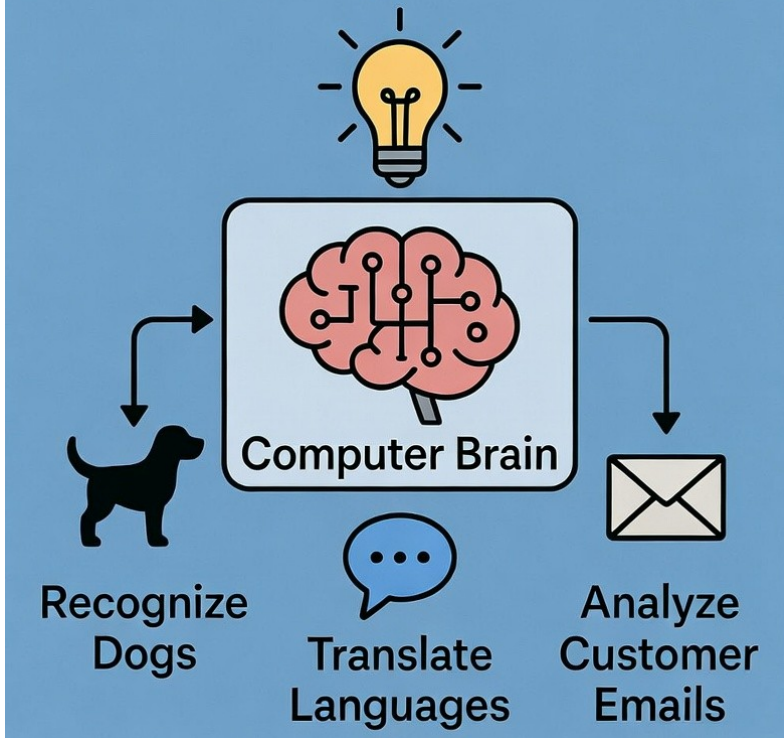 Computer Brain
Recognize
Dogs
Translate
Languages
Analyze
Customer
Emails